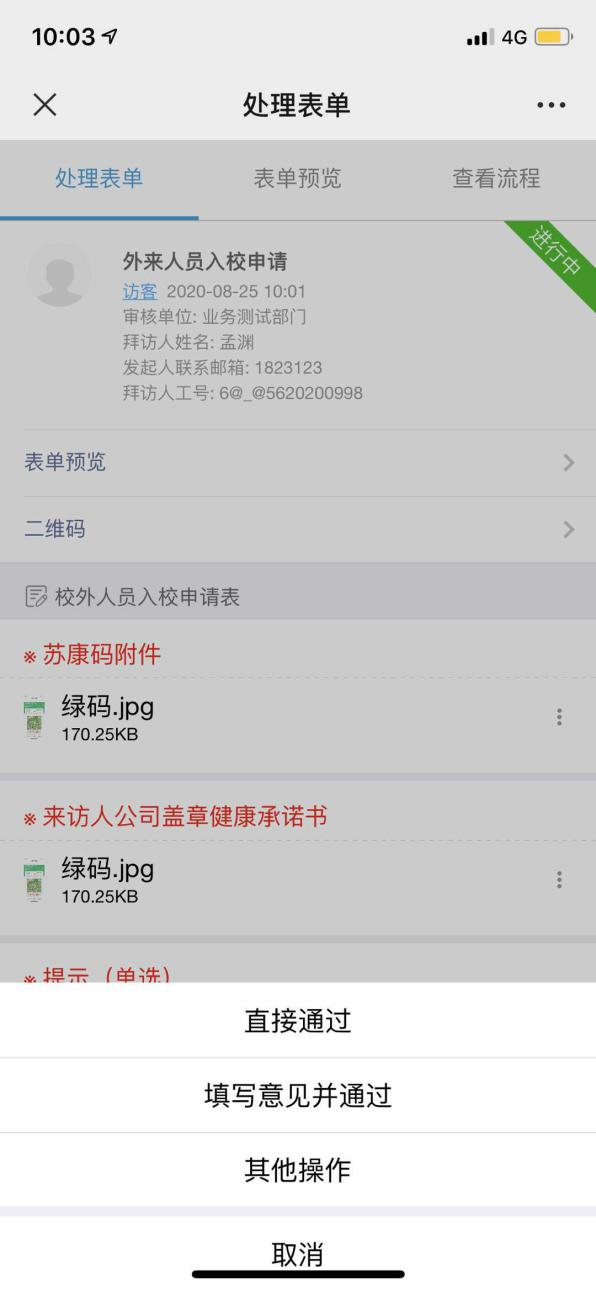 10:03
4G
处理表单
处理表单 表单预览 查看流程
进行中
外来人员入校申请
访客 2020-08-25 10:01
审核单位: 业务测试部门
拜访人姓名: 孟渊
发起人联系邮箱: 1823123
拜访人工号: 6@_@5620200998
表单预览
二维码
校外人员入校申请表
※ 苏康码附件
绿码.jpg
170.25KB
※ 来访人公司盖章健康承诺书
绿码.jpg
170.25KB
※ 提示（单选）
直接通过
填写意见并通过
其他操作
取消